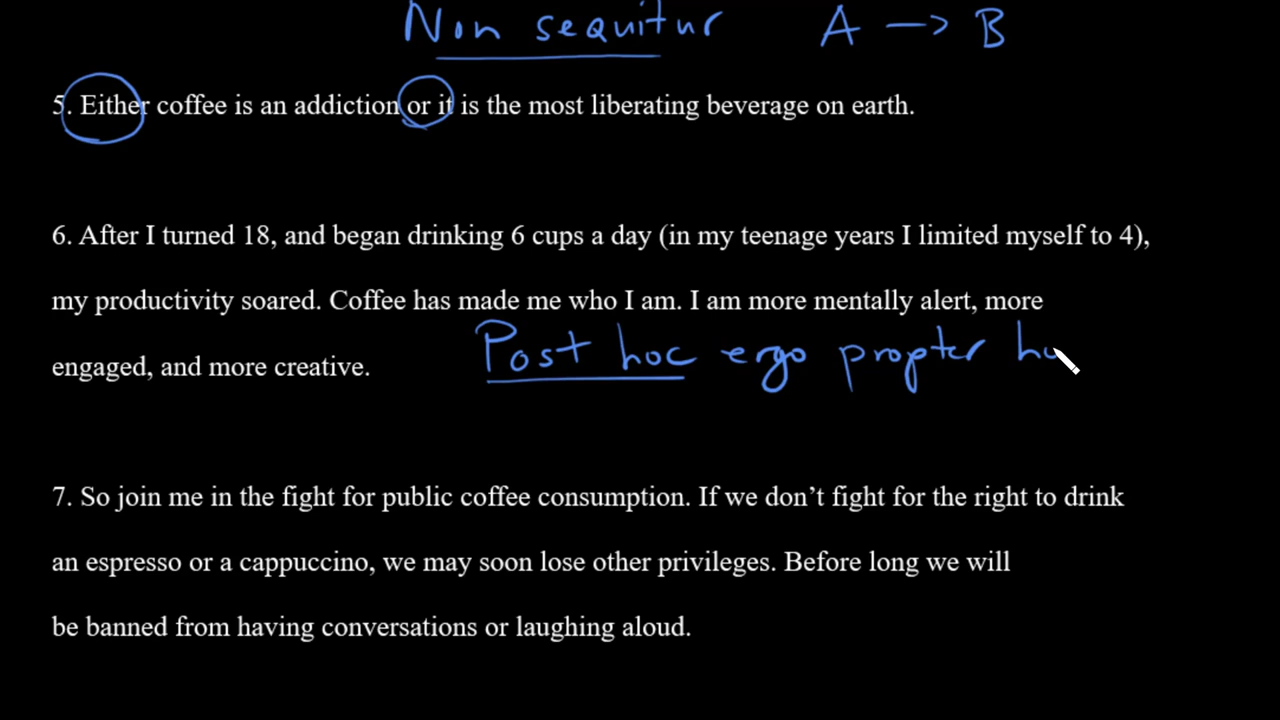 Non sequitur A -> B
5. Either coffee is an addiction or it is the most liberating beverage on earth.
6. After I turned 18, and began drinking 6 cups a day (in my teenage years I limited myself to 4),
my productivity soared. Coffee has made me who I am. I am more mentally alert, more
engaged, and more creative.
Post hoc ergo propter
7. So join me in the fight for public coffee consumption. If we don’t fight for the right to drink
an espresso or a cappuccino, we may soon lose other privileges. Before long we will
be banned from having conversations or laughing aloud.